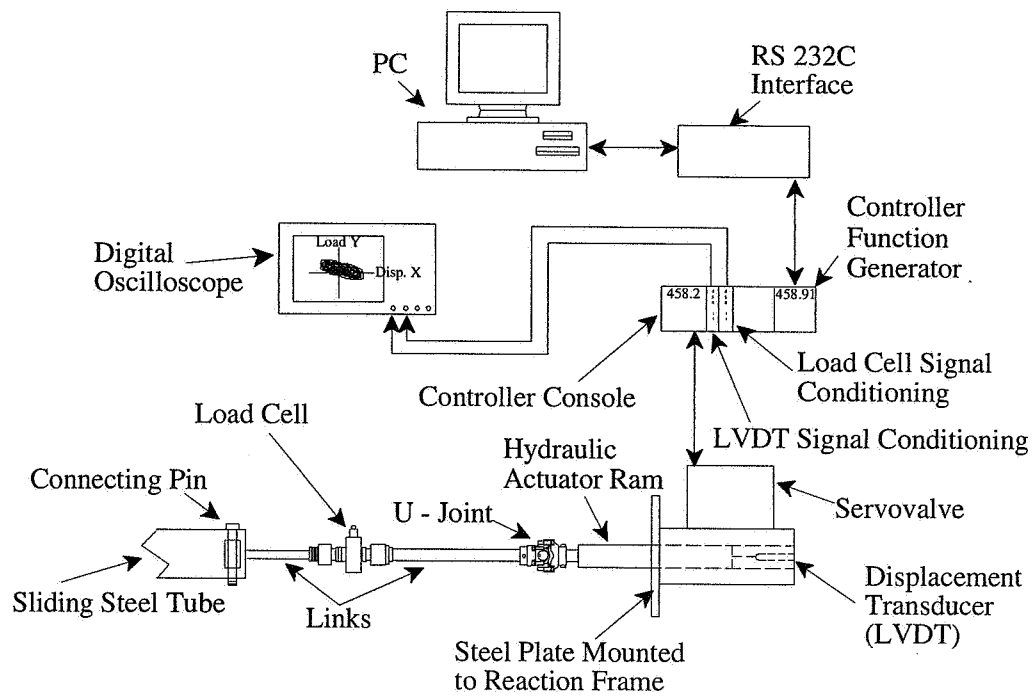 PC
RS 232C
Interface
Controller
Function
Generator
Digital
Oscilloscope
Load Y
Disp. X
458.2
458.91
Load Cell Signal
Conditioning
Controller Console
LVDT Signal Conditioning
Load Cell
Hydraulic
Actuator Ram
Connecting Pin
U - Joint
Servovalve
Sliding Steel Tube
Links
Displacement
Transducer
(LVDT)
Steel Plate Mounted
to Reaction Frame